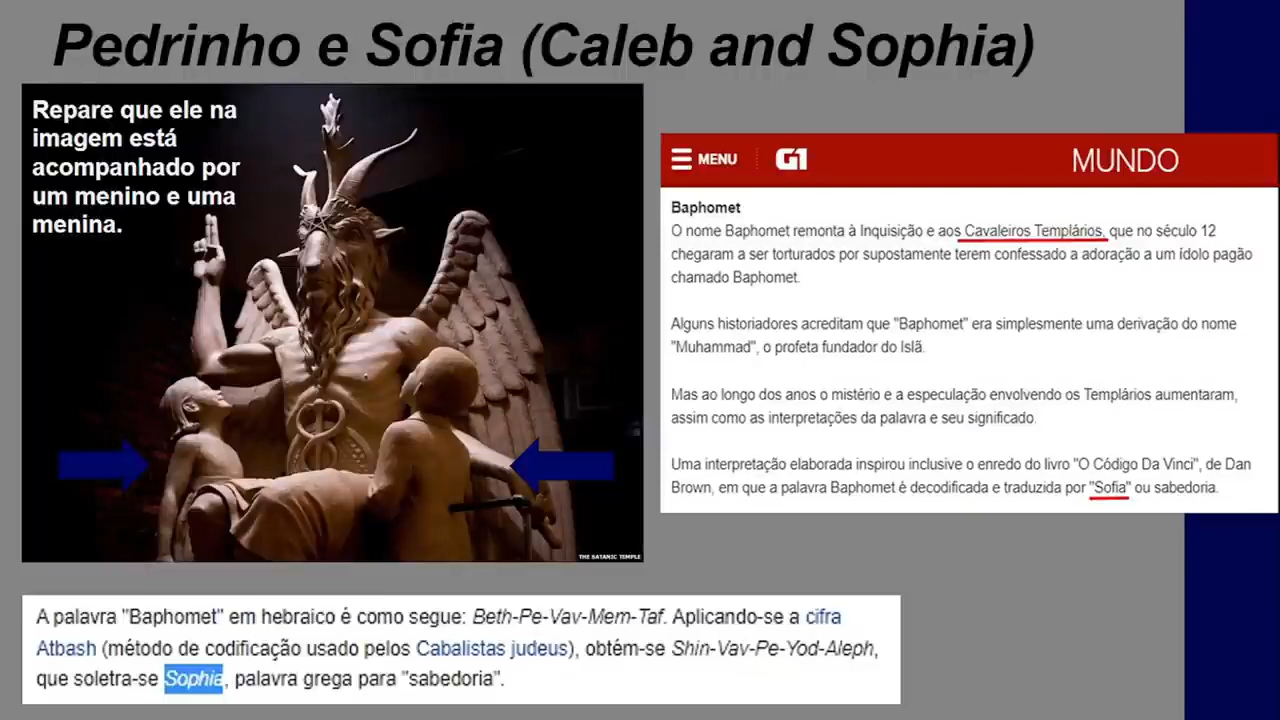 Pedrinho e Sofia (Caleb and Sophia)
Repare que ele na
imagem está
acompanhado por
um menino e uma
menina.
THE SATANIC TEMPLE
MENU G1 MUNDO
Baphomet
O nome Baphomet remonta à Inquisição e aos Cavaleiros Templários, que no século 12
chegaram a ser torturados por supostamente terem confessado a adoração a um ídolo pagão
chamado Baphomet.
Alguns historiadores acreditam que "Baphomet" era simplesmente uma derivação do nome
"Muhammad", o profeta fundador do Islã.
Mas ao longo dos anos o mistério e a especulação envolvendo os Templários aumentaram,
assim como as interpretações da palavra e seu significado.
Uma interpretação elaborada inspirou inclusive o enredo do livro "O Código Da Vinci", de Dan
Brown, em que a palavra Baphomet é decodificada e traduzida por "Sofia" ou sabedoria.
A palavra "Baphomet" em hebraico é como segue: Beth-Pe-Vav-Mem-Taf. Aplicando-se a cifra
Atbash (método de codificação usado pelos Cabalistas judeus), obtém-se Shin-Vav-Pe-Yod-Aleph,
que soletra-se Sophia, palavra grega para "sabedoria".